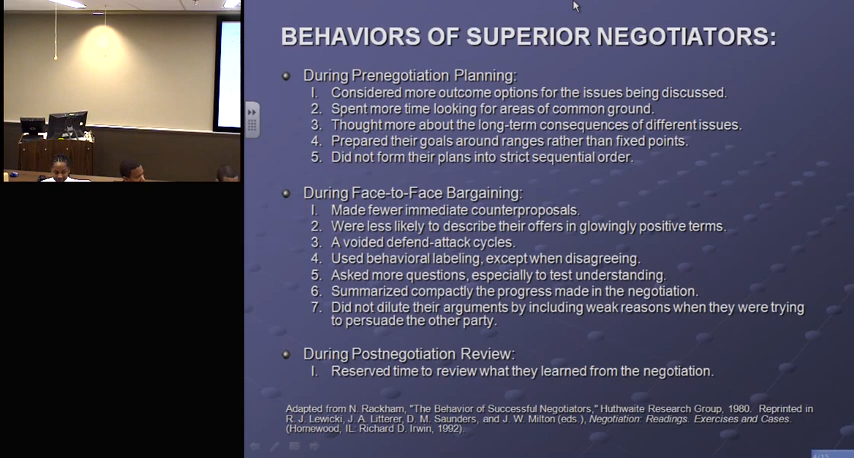 BEHAVIORS OF SUPERIOR NEGOTIATORS:
During Prenegotiation Planning:
1. Considered more outcome options for the issues being discussed.
2. Spent more time looking for areas of common ground.
3. Thought more about the long-term consequences of different issues.
4. Prepared their goals around ranges rather than fixed points.
5. Did not form their plans into strict sequential order.
During Face-to-Face Bargaining:
1. Made fewer immediate counterproposals.
2. Were less likely to describe their offers in glowingly positive terms.
3. A voided defend-attack cycles.
4. Used behavioral labeling, except when disagreeing.
5. Asked more questions, especially to test understanding.
6. Summarized compactly the progress made in the negotiation.
7. Did not dilute their arguments by including weak reasons when they were trying
to persuade the other party.
During Postnegotiation Review:
1. Reserved time to review what they learned from the negotiation.
Adapted from N. Rackham, "The Behavior of Successful Negotiators," Huthwaite Research Group, 1980. Reprinted in
R. J. Lewicki, J. A. Litterer, D. M. Saunders, and J. W. Milton (eds.), Negotiation: Readings. Exercises and Cases.
(Homewood, IL: Richard D. Irwin, 1992).